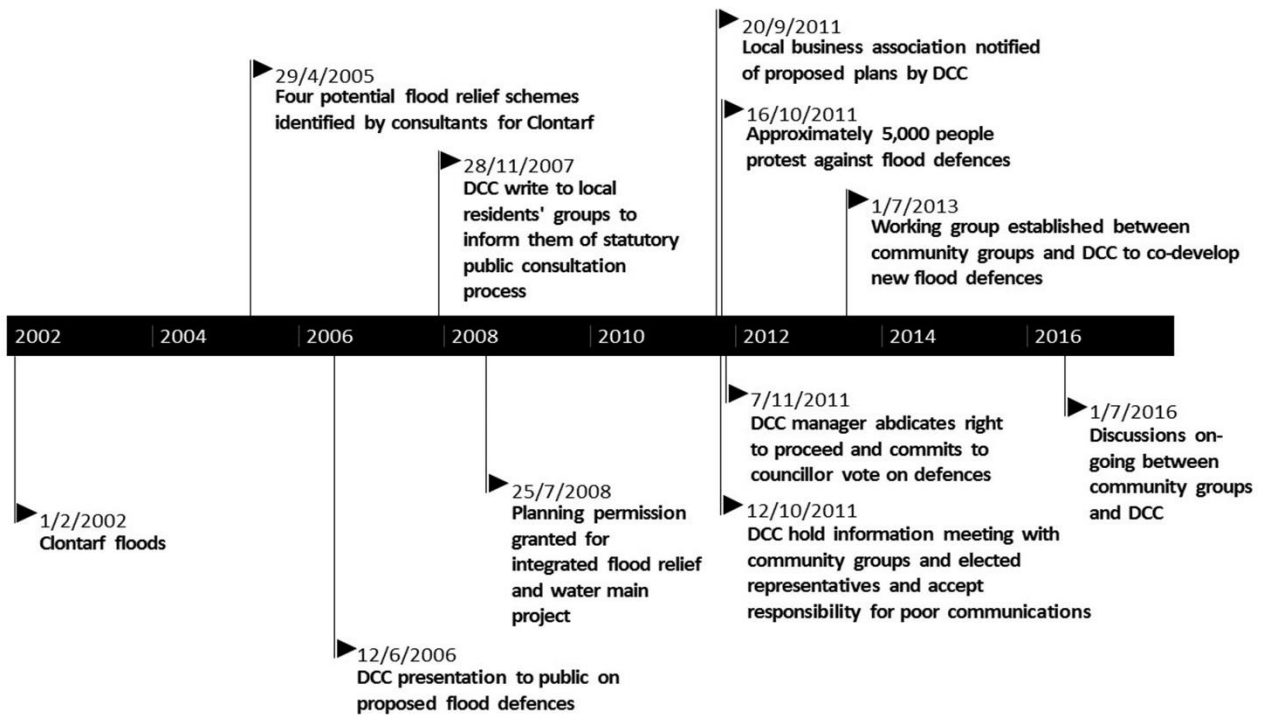 20/9/2011
Local business association notified
of proposed plans by DCC
29/4/2005
Four potential flood relief schemes
identified by consultants for Clontarf
16/10/2011
Approximately 5,000 people
protest against flood defences
28/11/2007
DCC write to local
residents' groups to
inform them of statutory
public consultation
process
1/7/2013
Working group established between
community groups and DCC to co-develop
new flood defences
2002 2004 2006 2008 2010 2012 2014 2016
7/11/2011
DCC manager abdicates right
to proceed and commits to
councillor vote on defences
1/7/2016
Discussions on-
going between
community groups
and DCC
25/7/2008
Planning permission
granted for
integrated flood relief
and water main
project
1/2/2002
Clontarf floods
12/10/2011
DCC hold information meeting with
community groups and elected
representatives and accept
responsibility for poor communications
12/6/2006
DCC presentation to public on
proposed flood defences